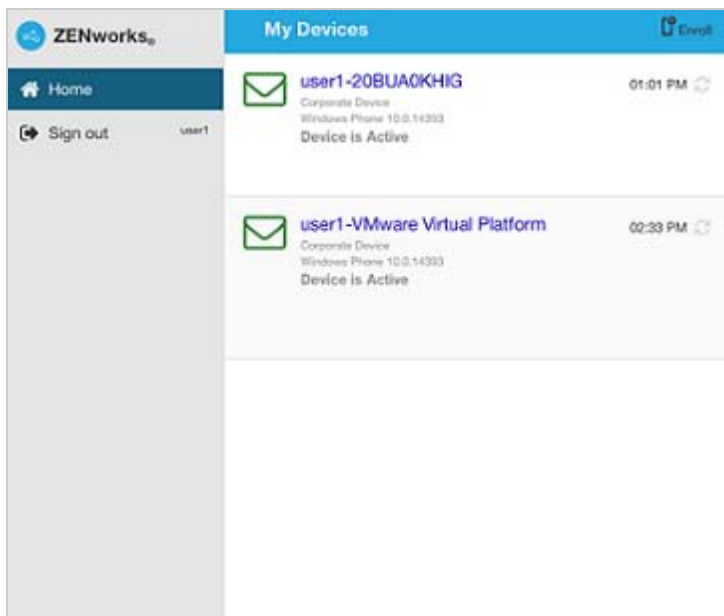 ZENworks®
My Devices
Enroll
Home
Sign out
user1
user1-20BUA0KHIG
01:01 PM
Corporate Device
Windows Phone 10.0.14393
Device is Active
user1-VMware Virtual Platform
02:33 PM
Corporate Device
Windows Phone 10.0.14393
Device is Active